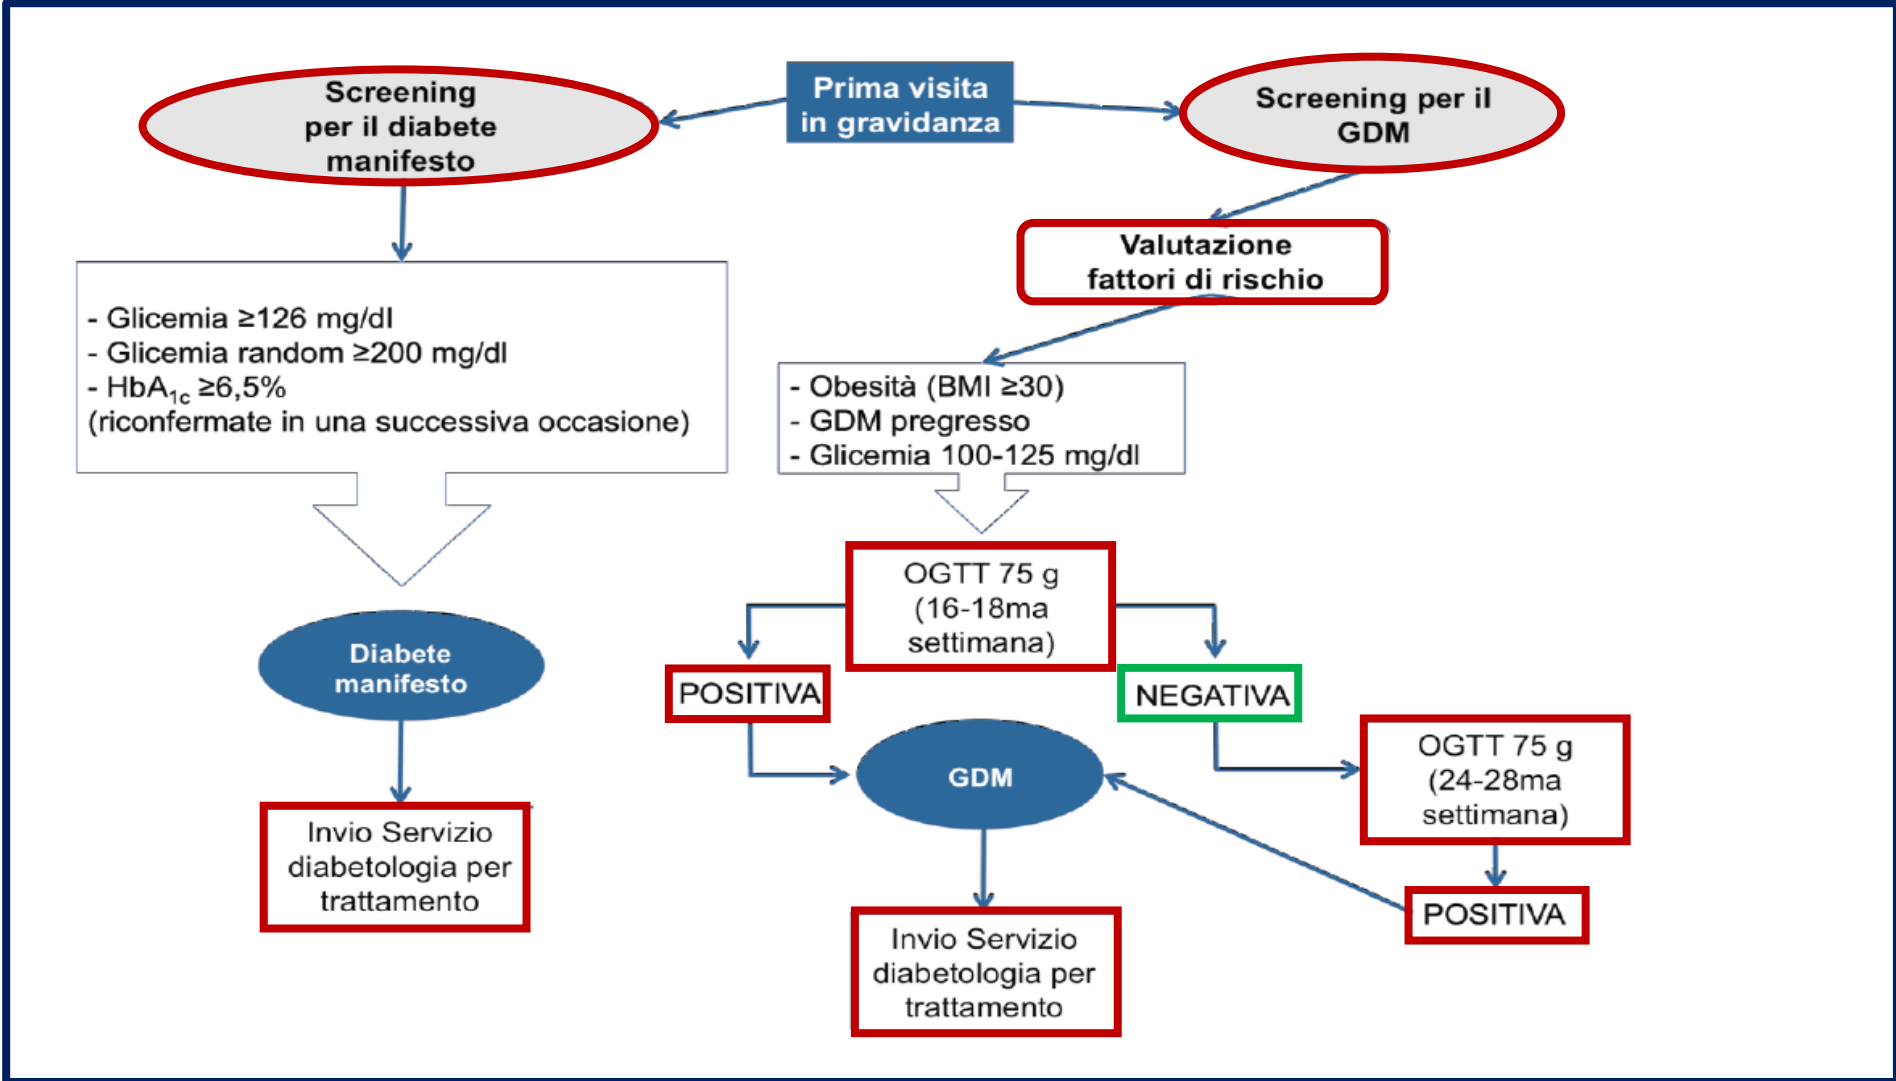 Prima visita
in gravidanza
Screening
per il diabete
manifesto
Screening per il
GDM
Valutazione
fattori di rischio
- Glicemia ≥126 mg/dl
- Glicemia random ≥200 mg/dl
- HbA1c ≥6,5%
(riconfermate in una successiva occasione)
- Obesità (BMI ≥30)
- GDM pregresso
- Glicemia 100-125 mg/dl
OGTT 75 g
(16-18ma
settimana)
Diabete
manifesto
POSITIVA
NEGATIVA
OGTT 75 g
(24-28ma
settimana)
GDM
Invio Servizio
diabetologia per
trattamento
POSITIVA
Invio Servizio
diabetologia per
trattamento